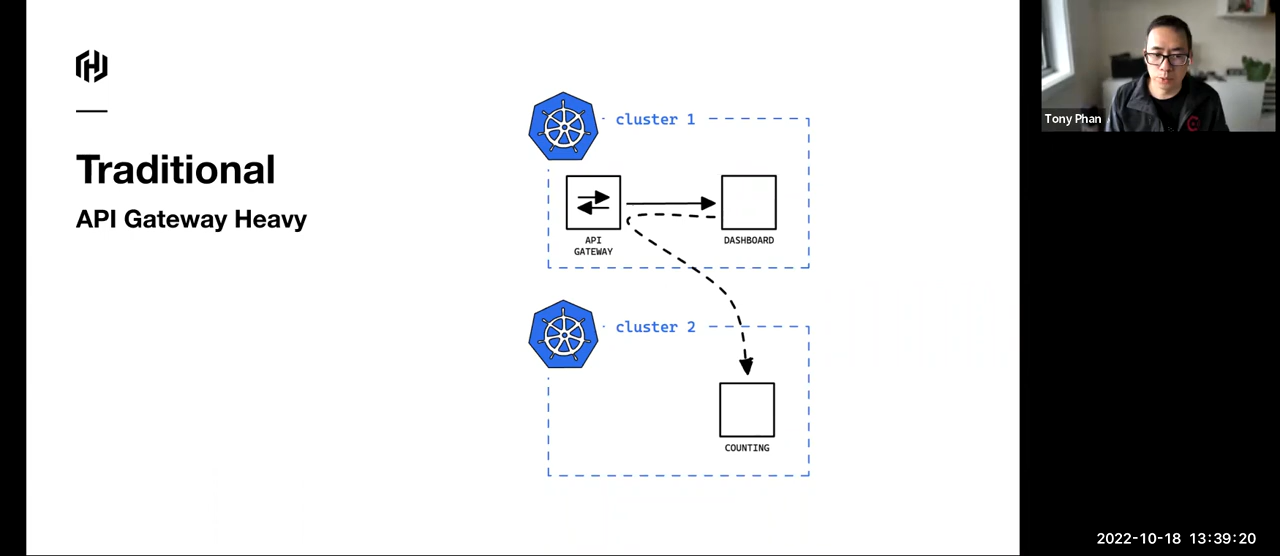 Traditional
API Gateway Heavy
cluster 1
API
GATEWAY
DASHBOARD
cluster 2
COUNTING
Tony Phan
2022-10-18 13:39:20